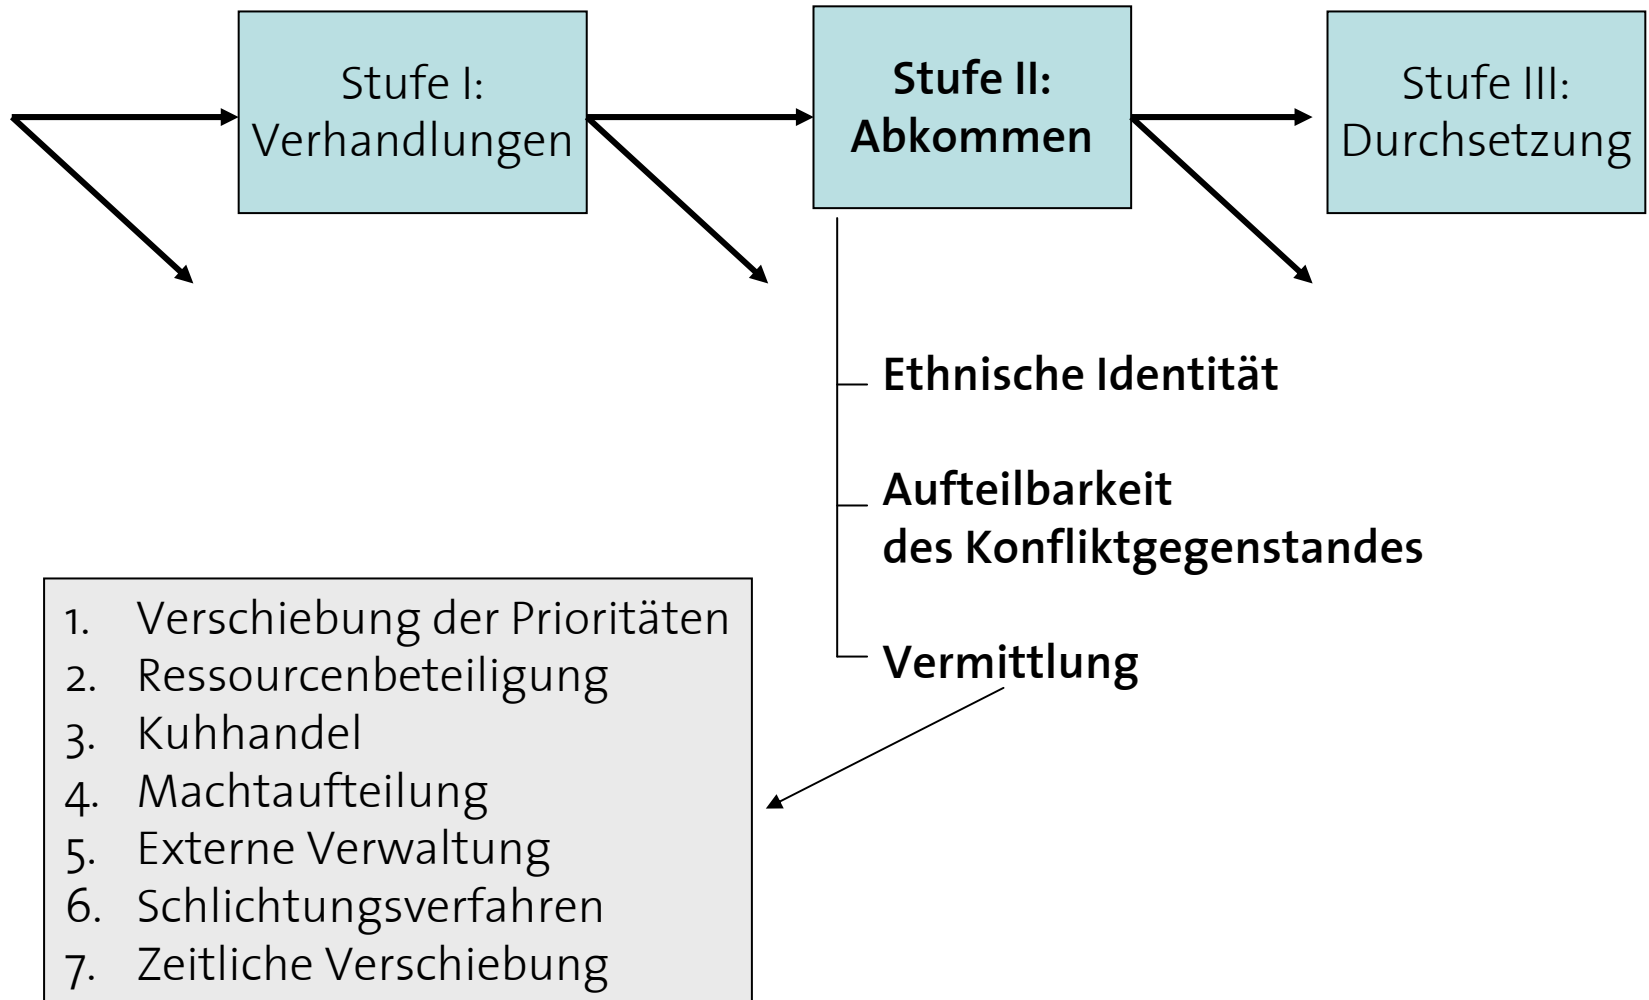 Stufe I:
Verhandlungen
Stufe II:
Abkommen
Stufe III:
Durchsetzung
Ethnische Identität
Aufteilbarkeit
des Konfliktgegenstandes
Vermittlung
1. Verschiebung der Prioritäten
2. Ressourcenbeteiligung
3. Kuhhandel
4. Machtaufteilung
5. Externe Verwaltung
6. Schlichtungsverfahren
7. Zeitliche Verschiebung